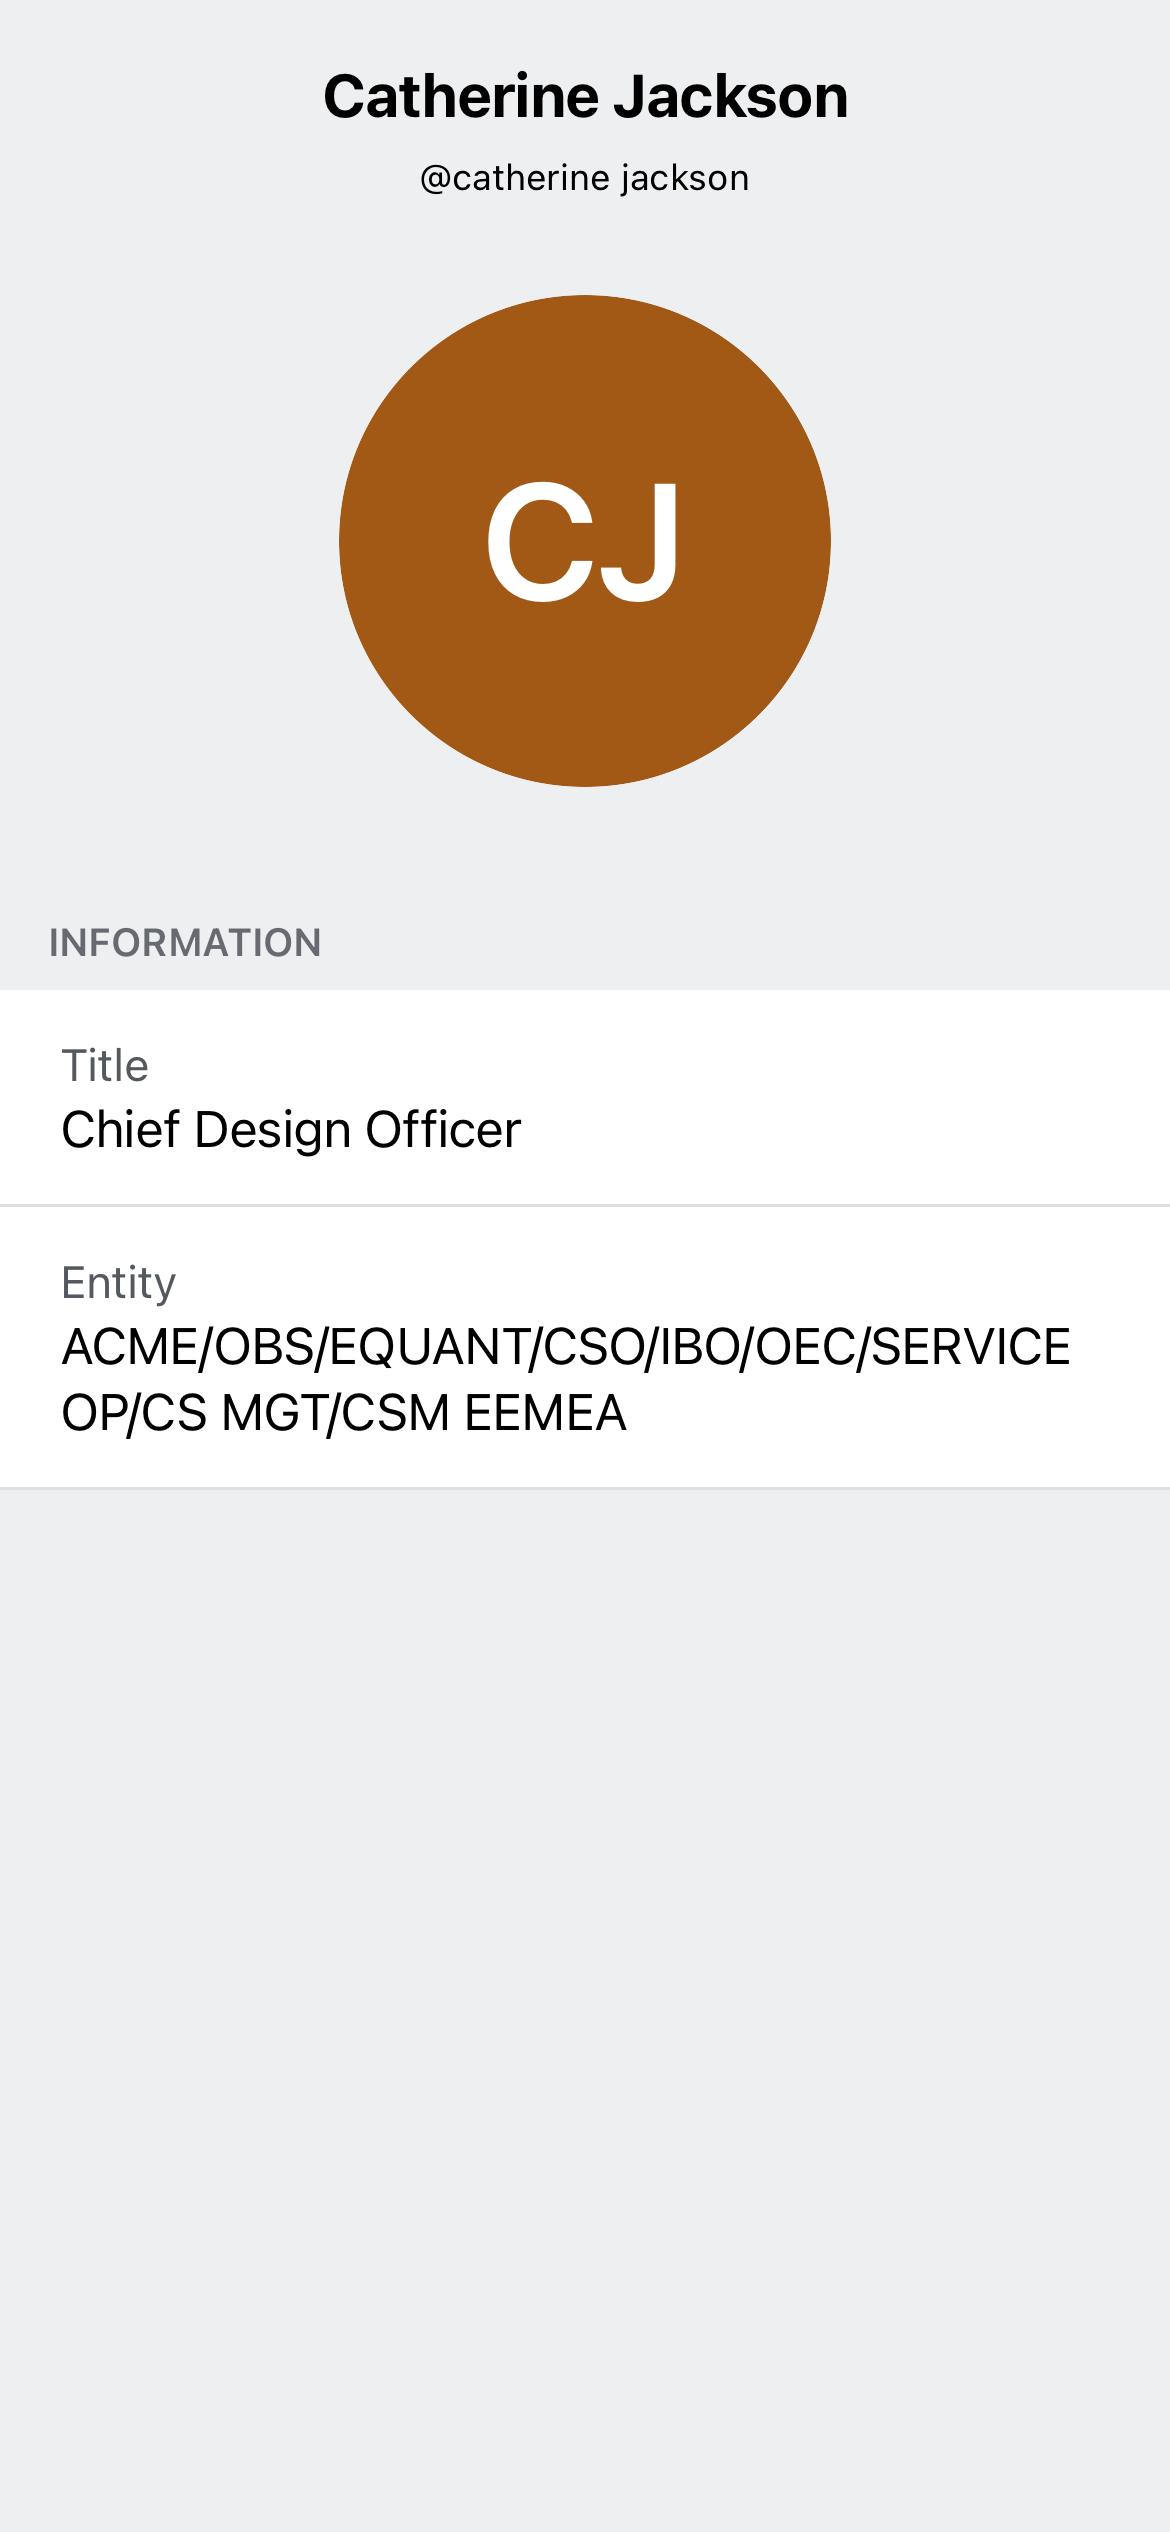 Catherine Jackson
@catherine jackson
CJ
INFORMATION
Title
Chief Design Officer
Entity
ACME/OBS/EQUANT/CSO/IBO/OEC/SERVICE
OP/CS MGT/CSM EEMEA